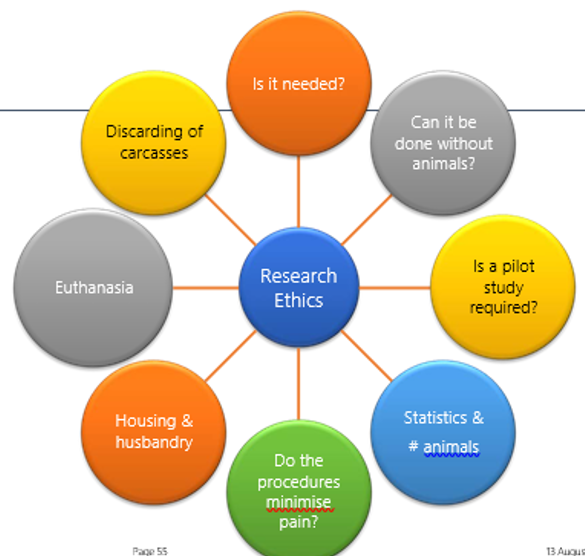 Is it needed?
Can it be
done without
animals?
Is a pilot
study
required?
Statistics &
# animals
Do the
procedures
minimise
pain?
Housing &
husbandry
Euthanasia
Discarding of
carcasses
Research
Ethics
Page 55
13